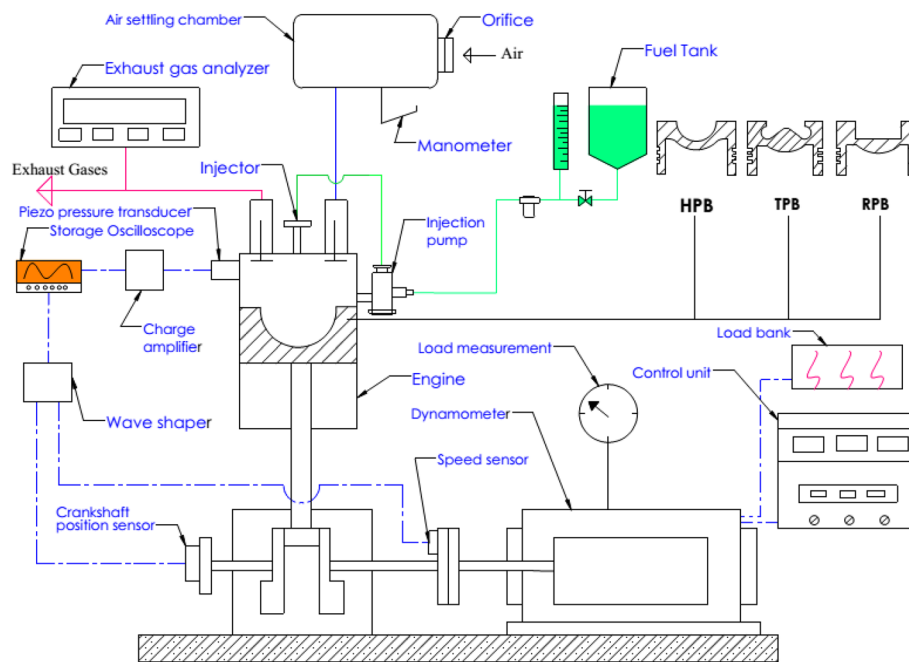 Air settling chamber
Orifice
Air
Fuel Tank
Exhaust gas analyzer
Manometer
Exhaust Gases
Injector
Piezo pressure transducer
Storage Oscilloscope
Injection
pump
HPB
TPB
RPB
Charge
amplifier
Load measurement
Load bank
Control unit
Engine
Dynamometer
Wave shaper
Speed sensor
Crankshaft
position sensor